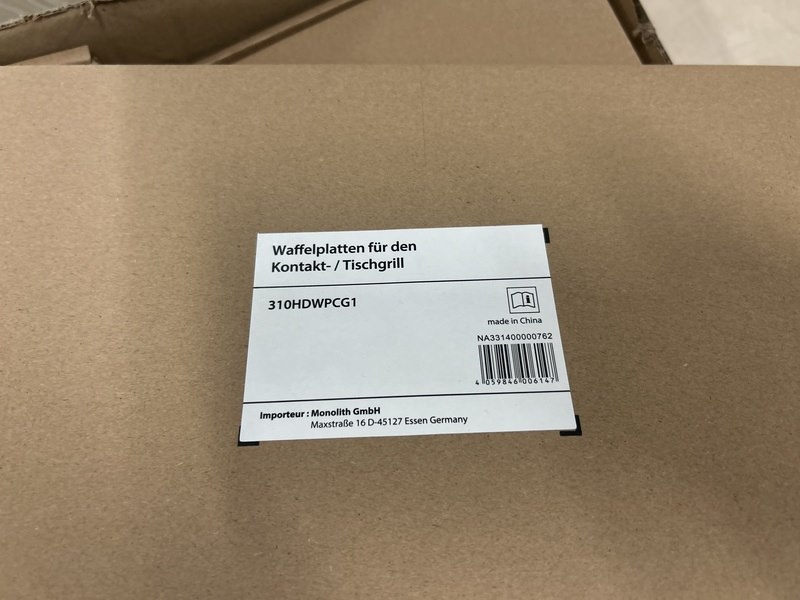 Waffelplatten für den
Kontakt- / Tischgrill
310HDWPCG1
made in China
NA331400000762
4 059846 006147
Importeur : Monolith GmbH
Maxstraße 16 D-45127 Essen Germany